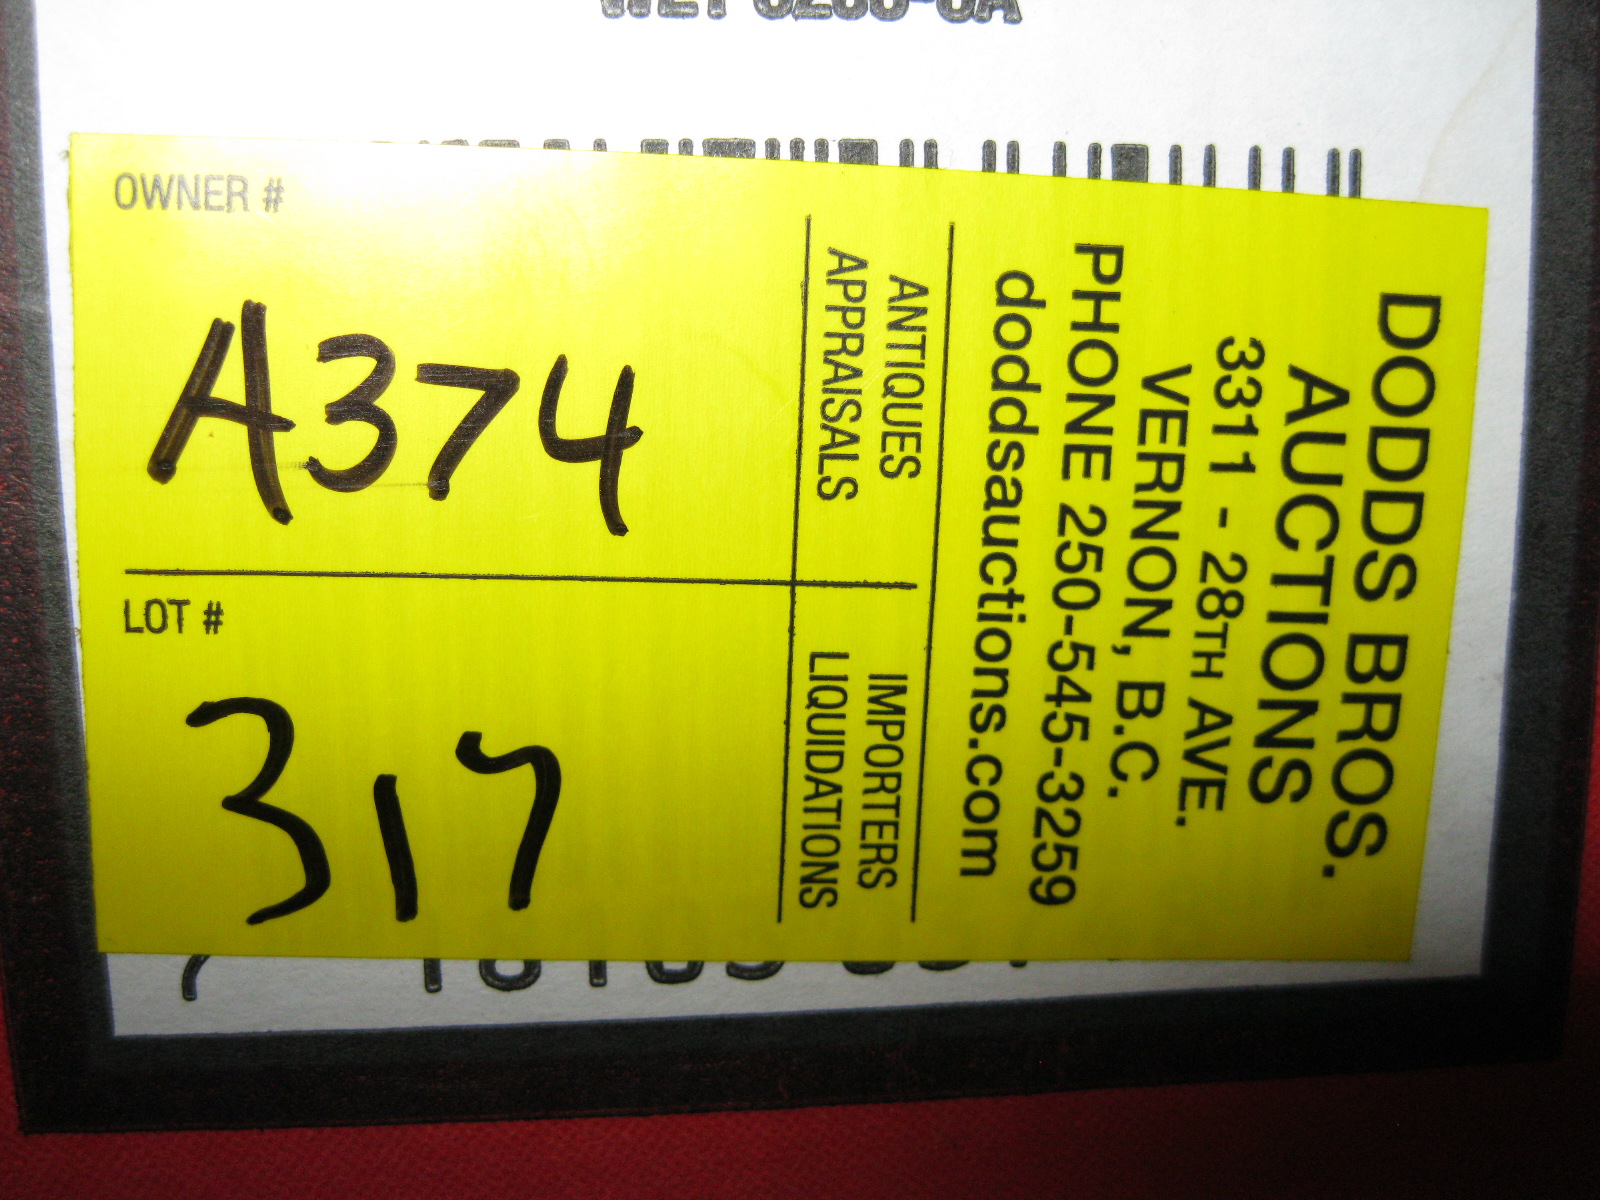 OWNER #
A374
LOT #
317
ANTIQUES
APPRAISALS
IMPORTERS
LIQUIDATIONS
DODDS BROS.
AUCTIONS
3311 - 28TH AVE.
VERNON, B.C.
PHONE 250-545-3259
doddsauctions.com